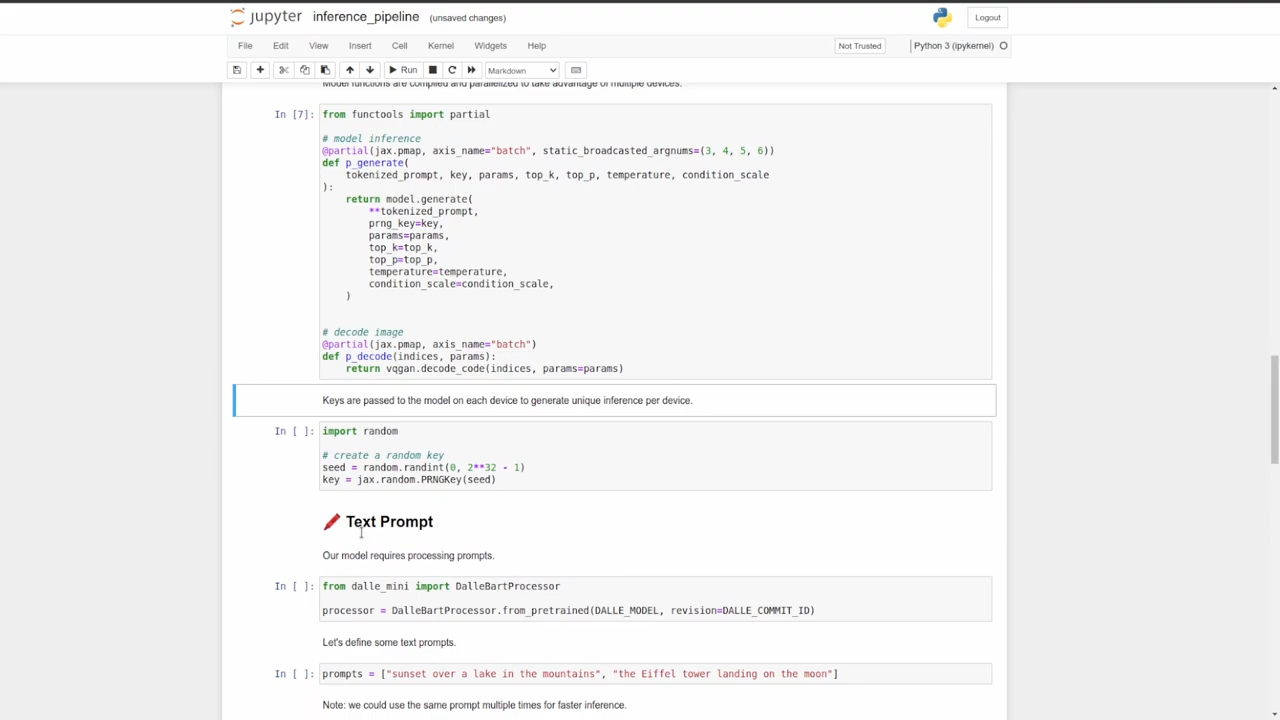 jupyter inference_pipeline (unsaved changes) Logout
File Edit View Insert Cell Kernel Widgets Help Not Trusted Python 3 (ipykernel)
Run Markdown
Model functions are compiled and parallelized to take advantage of multiple devices.
In [7]: from functools import partial
# model inference
@partial(jax.pmap, axis_name="batch", static_broadcasted_argnums=(3, 4, 5, 6))
def p_generate(
tokenized_prompt, key, params, top_k, top_p, temperature, condition_scale
):
return model.generate(
**tokenized_prompt,
prng_key=key,
params=params,
top_k=top_k,
top_p=top_p,
temperature=temperature,
condition_scale=condition_scale,
)
# decode image
@partial(jax.pmap, axis_name="batch")
def p_decode(indices, params):
return vqgan.decode_code(indices, params=params)
Keys are passed to the model on each device to generate unique inference per device.
In [ ]: import random
# create a random key
seed = random.randint(0, 2**32 - 1)
key = jax.random.PRNGKey(seed)
Text Prompt
Our model requires processing prompts.
In [ ]: from dalle_mini import DalleBartProcessor
processor = DalleBartProcessor.from_pretrained(DALLE_MODEL, revision=DALLE_COMMIT_ID)
Let's define some text prompts.
In [ ]: prompts = ["sunset over a lake in the mountains", "the Eiffel tower landing on the moon"]
Note: we could use the same prompt multiple times for faster inference.